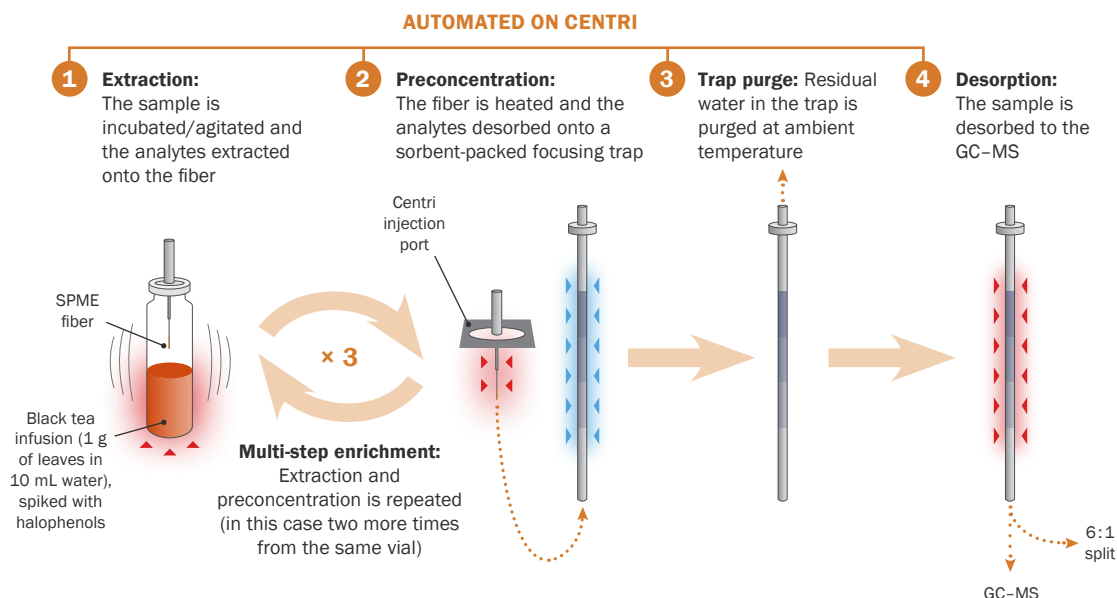 AUTOMATED ON CENTRI
1
Extraction:
The sample is
incubated/agitated and
the analytes extracted
onto the fiber
2
Preconcentration:
The fiber is heated and the
analytes desorbed onto a
sorbent-packed focusing trap
3
Trap purge: Residual
water in the trap is
purged at ambient
temperature
4
Desorption:
The sample is
desorbed to the
GC–MS
SPME
fiber
Black tea
infusion (1 g
of leaves in
10 mL water),
spiked with
halophenols
× 3
Multi-step enrichment:
Extraction and
preconcentration is repeated
(in this case two more times
from the same vial)
Centri
injection
port
6:1
split
GC–MS